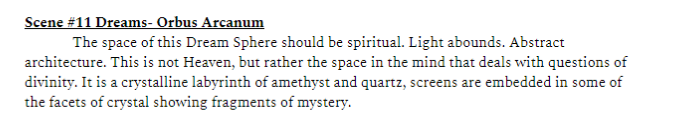 Scene #11 Dreams- Orbus Arcanum
The space of this Dream Sphere should be spiritual. Light abounds. Abstract
architecture. This is not Heaven, but rather the space in the mind that deals with questions of
divinity. It is a crystalline labyrinth of amethyst and quartz, screens are embedded in some of
the facets of crystal showing fragments of mystery.